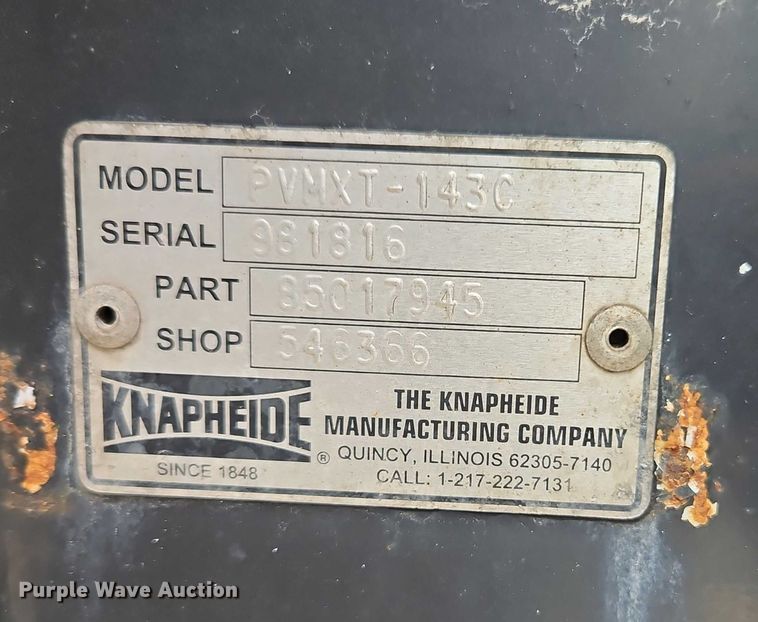 MODEL PVMXT-143C
SERIAL 981816
PART 85017945
SHOP 546366
KNAPHEIDE ®
SINCE 1848
THE KNAPHEIDE
MANUFACTURING COMPANY
QUINCY, ILLINOIS 62305-7140
CALL: 1-217-222-7131
Purple Wave Auction